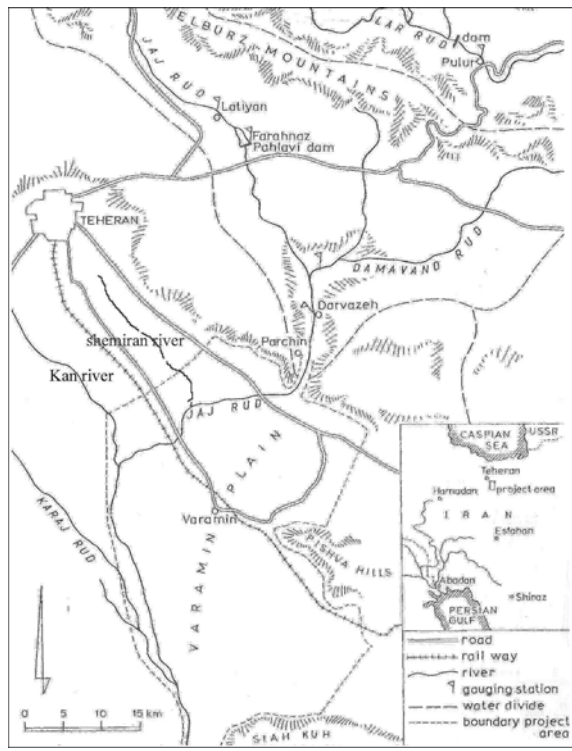 ELBURZ MOUNTAINS
LAR RUD
dam
Pulur
JAJ RUD
Latiyan
Farahnaz
Pahlavi dam
TEHERAN
DAMAVAND RUD
Darvazeh
Parchin
shemiran river
Kan river
JAJ RUD
KARAJ RUD
VARAMIN PLAIN
Varamin
PISHVA HILLS
SIAH KUH
0 5 10 15 km
CASPIAN
SEA
USSR
Teheran
project area
Hamadan
IRAN
Esfahan
Abadan
Shiraz
PERSIAN
GULF
road
rail way
river
gauging station
water divide
boundary project
area